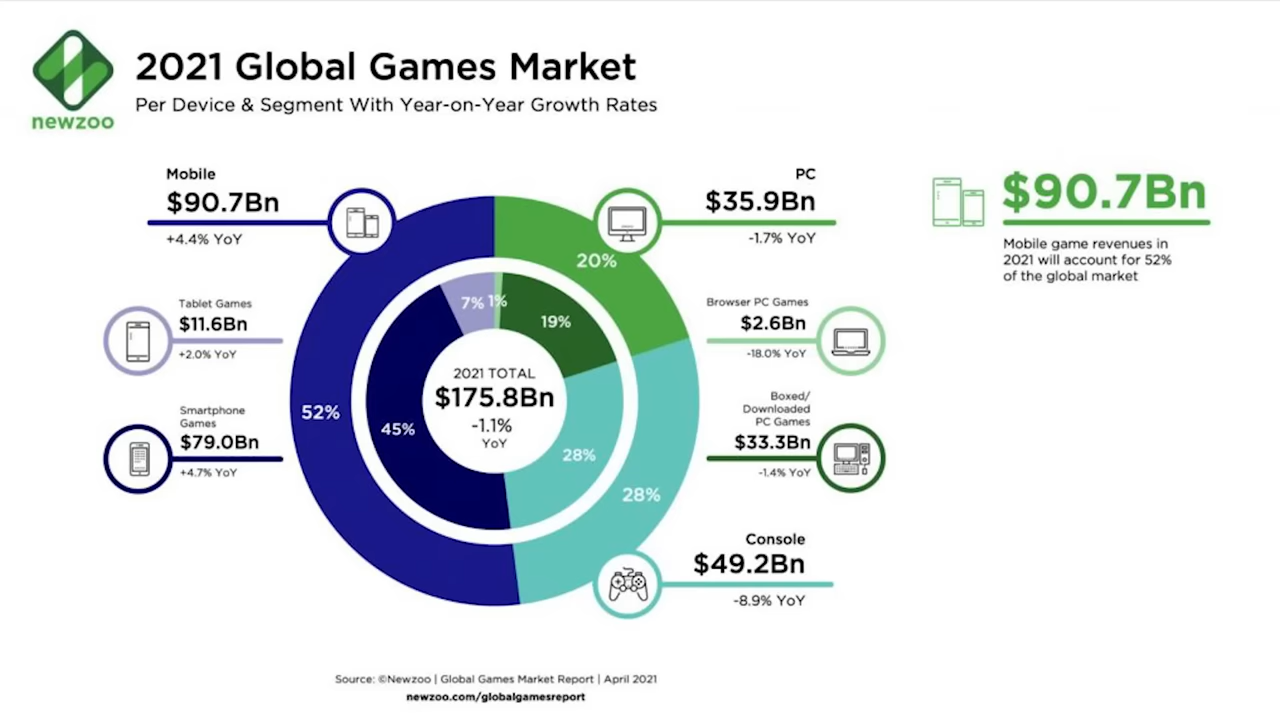 newzoo
2021 Global Games Market
Per Device & Segment With Year-on-Year Growth Rates
Mobile
$90.7Bn
+4.4% YoY
Tablet Games
$11.6Bn
+2.0% YoY
Smartphone
Games
$79.0Bn
+4.7% YoY
52%
45%
7%
1%
19%
20%
28%
28%
2021 TOTAL
$175.8Bn
-1.1%
YoY
PC
$35.9Bn
-1.7% YoY
Browser PC Games
$2.6Bn
-18.0% YoY
Boxed/
Downloaded
PC Games
$33.3Bn
-1.4% YoY
Console
$49.2Bn
-8.9% YoY
$90.7Bn
Mobile game revenues in
2021 will account for 52%
of the global market
Source: ©Newzoo | Global Games Market Report | April 2021
newzoo.com/globalgamesreport